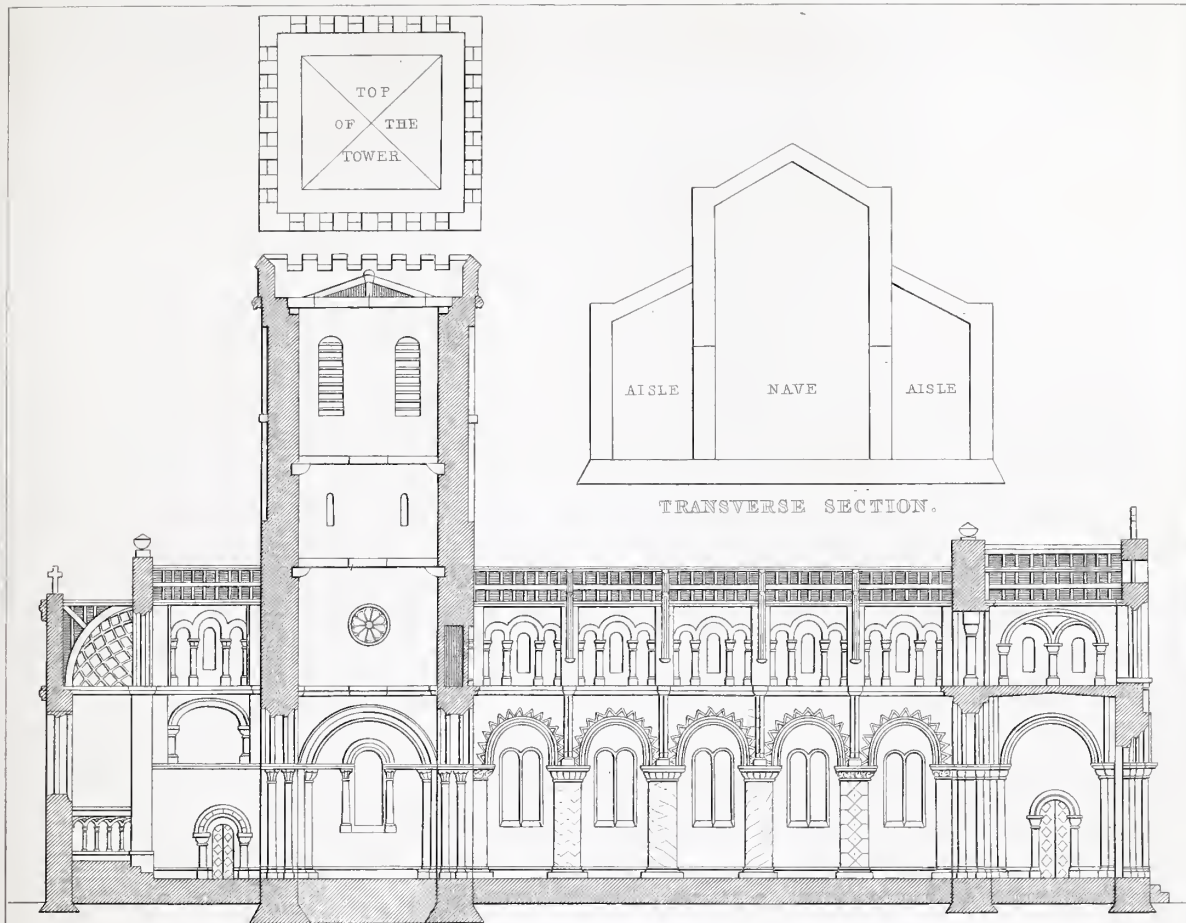 TOP
OF THE
TOWER
AISLE NAVE AISLE
TRANSVERSE SECTION.